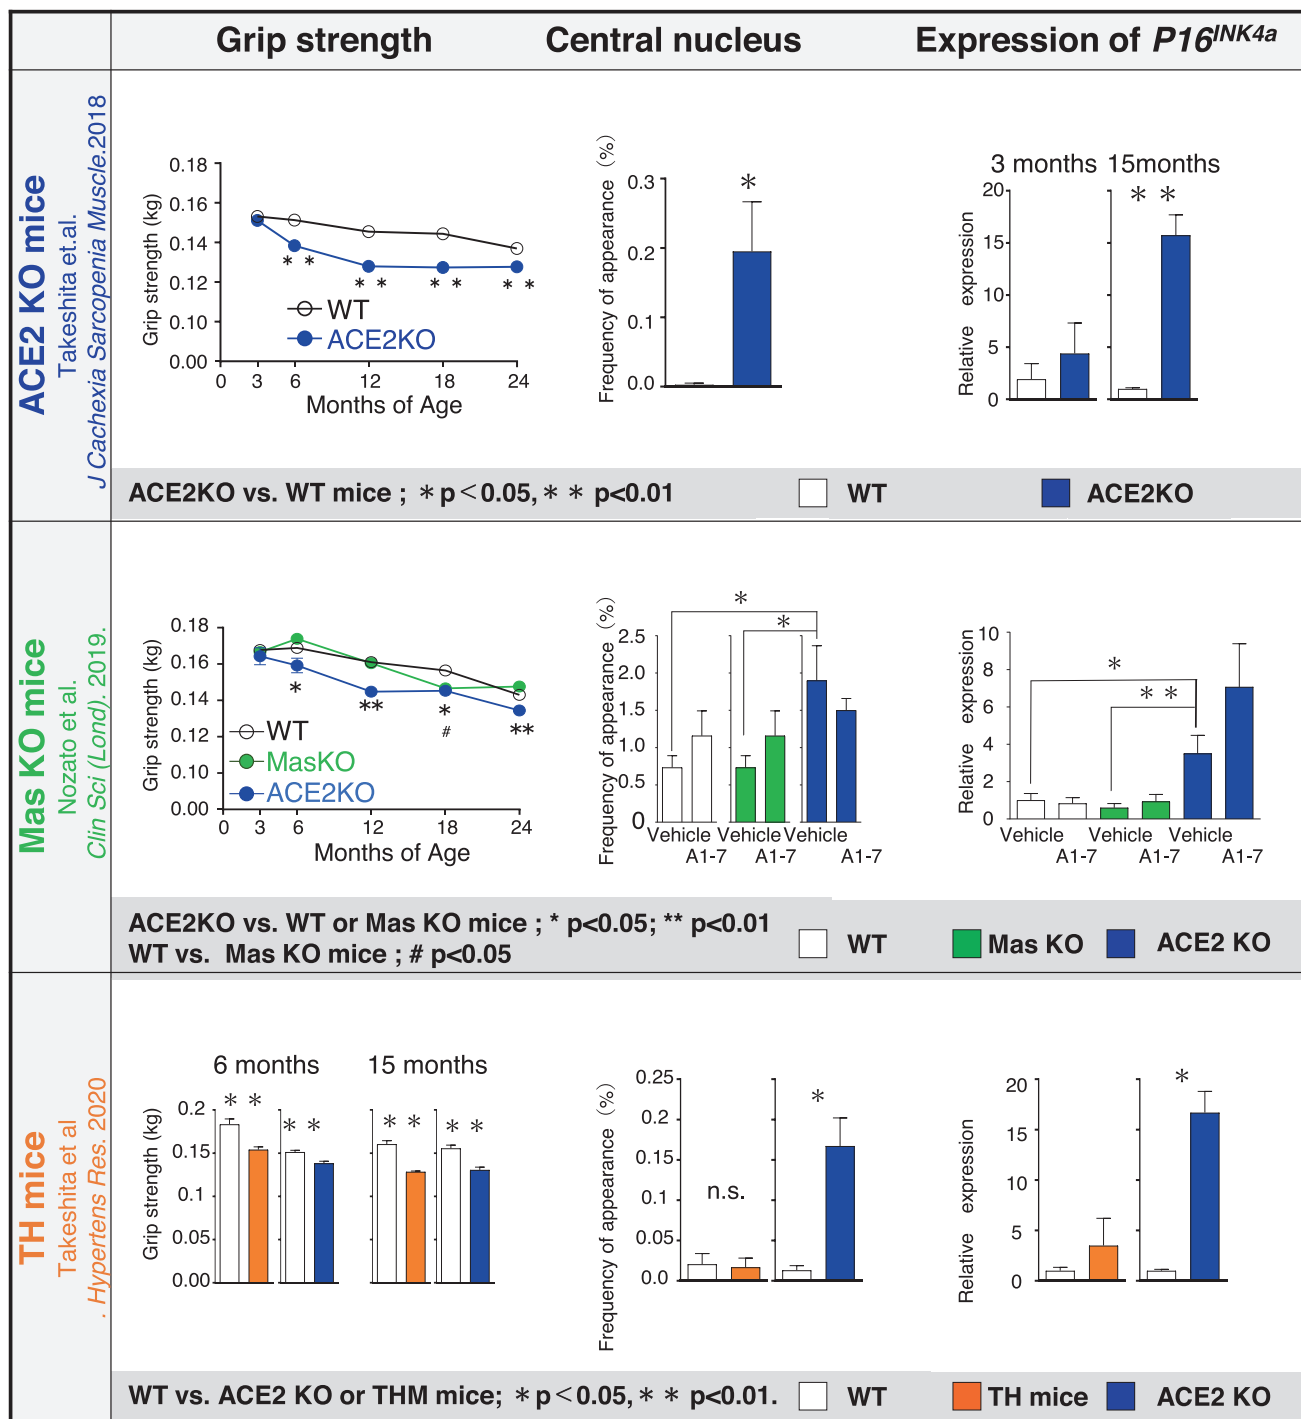 Grip strength
Central nucleus
Expression of P16INK4a
ACE2 KO mice
Takeshita et.al.
J Cachexia Sarcopenia Muscle.2018
Grip strength (kg)
0.18
0.16
0.14
0.12
0.10
0.00
* *
* *
* *
* *
WT
ACE2KO
0
3
6
12
18
24
Months of Age
Frequency of appearance (%)
0.3
0.2
0.1
0.0
*
3 months
15months
Relative expression
20
15
10
5
0
* *
ACE2KO vs. WT mice ; *p<0.05, * * p<0.01
WT
ACE2KO
Mas KO mice
Nozato et al.
Clin Sci (Lond). 2019.
Grip strength (kg)
0.18
0.16
0.14
0.12
0.10
0.00
*
**
*
#
**
WT
MasKO
ACE2KO
0
3
6
12
18
24
Months of Age
Frequency of appearance (%)
2.5
2.0
1.5
1.0
0.5
0
*
*
Vehicle
Vehicle
Vehicle
A1-7
A1-7
A1-7
Relative expression
10
8
6
4
2
0
*
* *
Vehicle
Vehicle
Vehicle
A1-7
A1-7
A1-7
ACE2KO vs. WT or Mas KO mice ; * p<0.05; ** p<0.01
WT vs. Mas KO mice ; # p<0.05
WT
Mas KO
ACE2 KO
TH mice
Takeshita et al
. Hypertens Res. 2020
6 months
15 months
Grip strength (kg)
0.2
0.15
0.1
0.05
0.00
* *
* *
* *
* *
Frequency of appearance (%)
0.25
0.2
0.15
0.1
0.05
0.0
n.s.
*
Relative expression
20
15
10
5
0
*
WT vs. ACE2 KO or THM mice; *p<0.05, * * p<0.01.
WT
TH mice
ACE2 KO